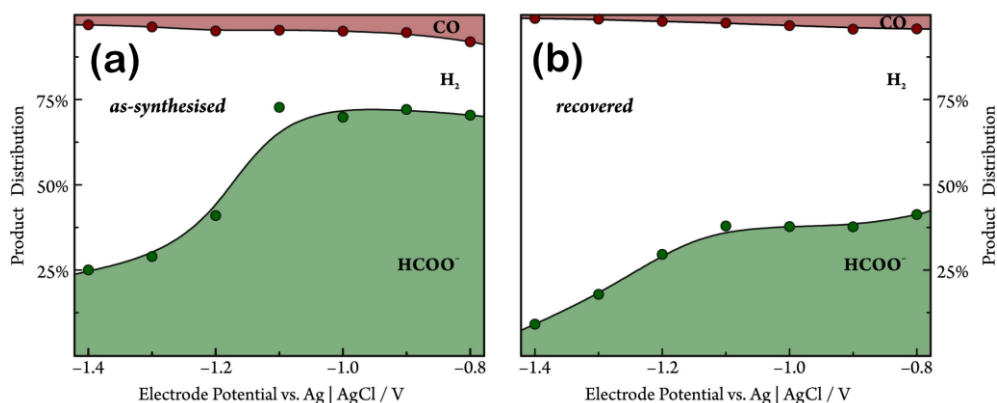 (a)
CO
H₂
as-synthesised
HCOO⁻
75%
50%
25%
Product Distribution
−1.4
−1.2
−1.0
−0.8
Electrode Potential vs. Ag | AgCl / V
(b)
CO
H₂
recovered
HCOO⁻
75%
50%
25%
Product Distribution
−1.4
−1.2
−1.0
−0.8
Electrode Potential vs. Ag | AgCl / V